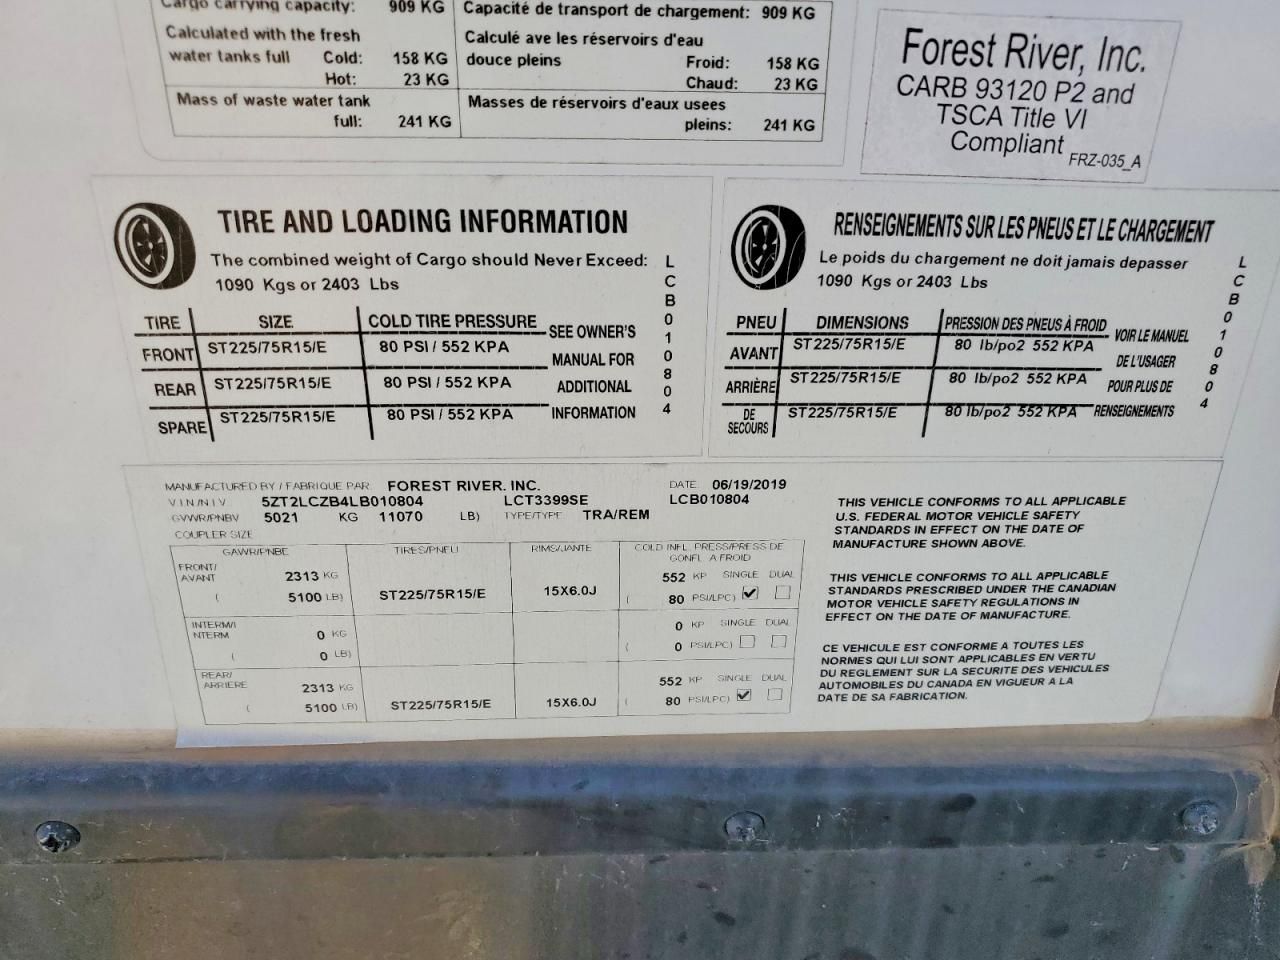 Cargo carrying capacity: 909 KG
Calculated with the fresh
water tanks full Cold: 158 KG
Hot: 23 KG
Mass of waste water tank
full: 241 KG
Capacité de transport de chargement: 909 KG
Calculé ave les réservoirs d'eau
douce pleins Froid: 158 KG
Chaud: 23 KG
Masses de réservoirs d'eaux usees
pleins: 241 KG
Forest River, Inc.
CARB 93120 P2 and
TSCA Title VI
Compliant
FRZ-035_A
TIRE AND LOADING INFORMATION
The combined weight of Cargo should Never Exceed:
1090 Kgs or 2403 Lbs
TIRE SIZE COLD TIRE PRESSURE
FRONT ST225/75R15/E 80 PSI / 552 KPA
REAR ST225/75R15/E 80 PSI / 552 KPA
SPARE ST225/75R15/E 80 PSI / 552 KPA
SEE OWNER'S
MANUAL FOR
ADDITIONAL
INFORMATION
LCB010804
RENSEIGNEMENTS SUR LES PNEUS ET LE CHARGEMENT
Le poids du chargement ne doit jamais depasser
1090 Kgs or 2403 Lbs
PNEU DIMENSIONS PRESSION DES PNEUS À FROID
AVANT ST225/75R15/E 80 lb/po2 552 KPA
ARRIÈRE ST225/75R15/E 80 lb/po2 552 KPA
DE
SECOURS ST225/75R15/E 80 lb/po2 552 KPA
VOIR LE MANUEL
DE L'USAGER
POUR PLUS DE
RENSEIGNEMENTS
LCB010804
MANUFACTURED BY / FABRIQUE PAR: FOREST RIVER, INC. DATE: 06/19/2019
V.I.N/N.I.V. 5ZT2LCZB4LB010804 LCT3399SE LCB010804
GVWR/PNBV 5021 KG 11070 LB) TYPE/TYPE TRA/REM
COUPLER SIZE
GAWR/PNBE TIRES/PNEU RIMS/JANTE COLD INFL. PRESS/PRESS DE
GONFL. A FROID
FRONT/
AVANT 2313 KG 552 KP SINGLE DUAL
( 5100 LB) ST225/75R15/E 15X6.0J ( 80 PSI/LPC)
INTERM/I
NTERM 0 KG 0 KP SINGLE DUAL
( 0 LB) ( 0 PSI/LPC)
REAR/
ARRIERE 2313 KG 552 KP SINGLE DUAL
( 5100 LB) ST225/75R15/E 15X6.0J ( 80 PSI/LPC)
THIS VEHICLE CONFORMS TO ALL APPLICABLE
U.S. FEDERAL MOTOR VEHICLE SAFETY
STANDARDS IN EFFECT ON THE DATE OF
MANUFACTURE SHOWN ABOVE.
THIS VEHICLE CONFORMS TO ALL APPLICABLE
STANDARDS PRESCRIBED UNDER THE CANADIAN
MOTOR VEHICLE SAFETY REGULATIONS IN
EFFECT ON THE DATE OF MANUFACTURE.
CE VEHICULE EST CONFORME A TOUTES LES
NORMES QUI LUI SONT APPLICABLES EN VERTU
DU REGLEMENT SUR LA SECURITE DES VEHICULES
AUTOMOBILES DU CANADA EN VIGUEUR A LA
DATE DE SA FABRICATION.